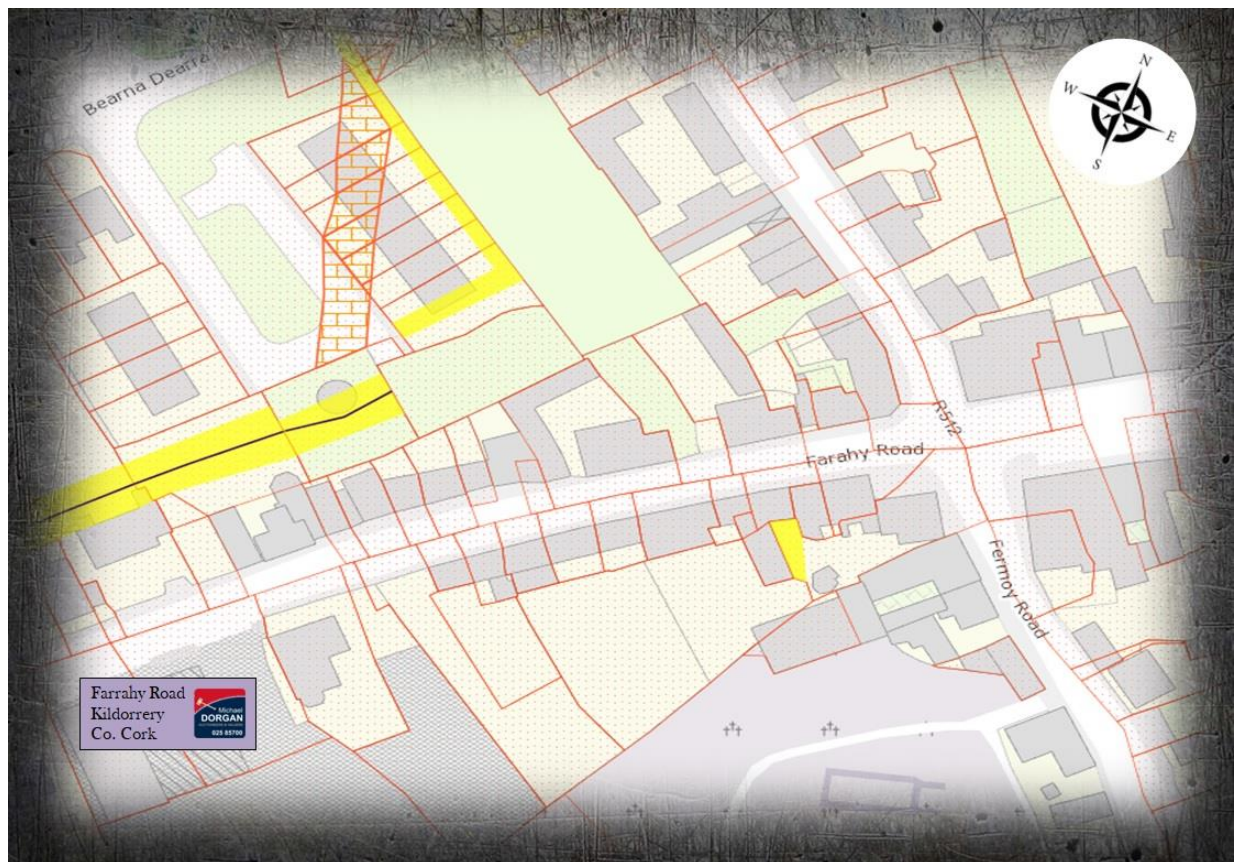 Bearna Dearg
N
W
E
S
R512
Farahy Road
Fermoy Road
Farrahy Road
Kildorrery
Co. Cork
Michael
DORGAN
025 85700